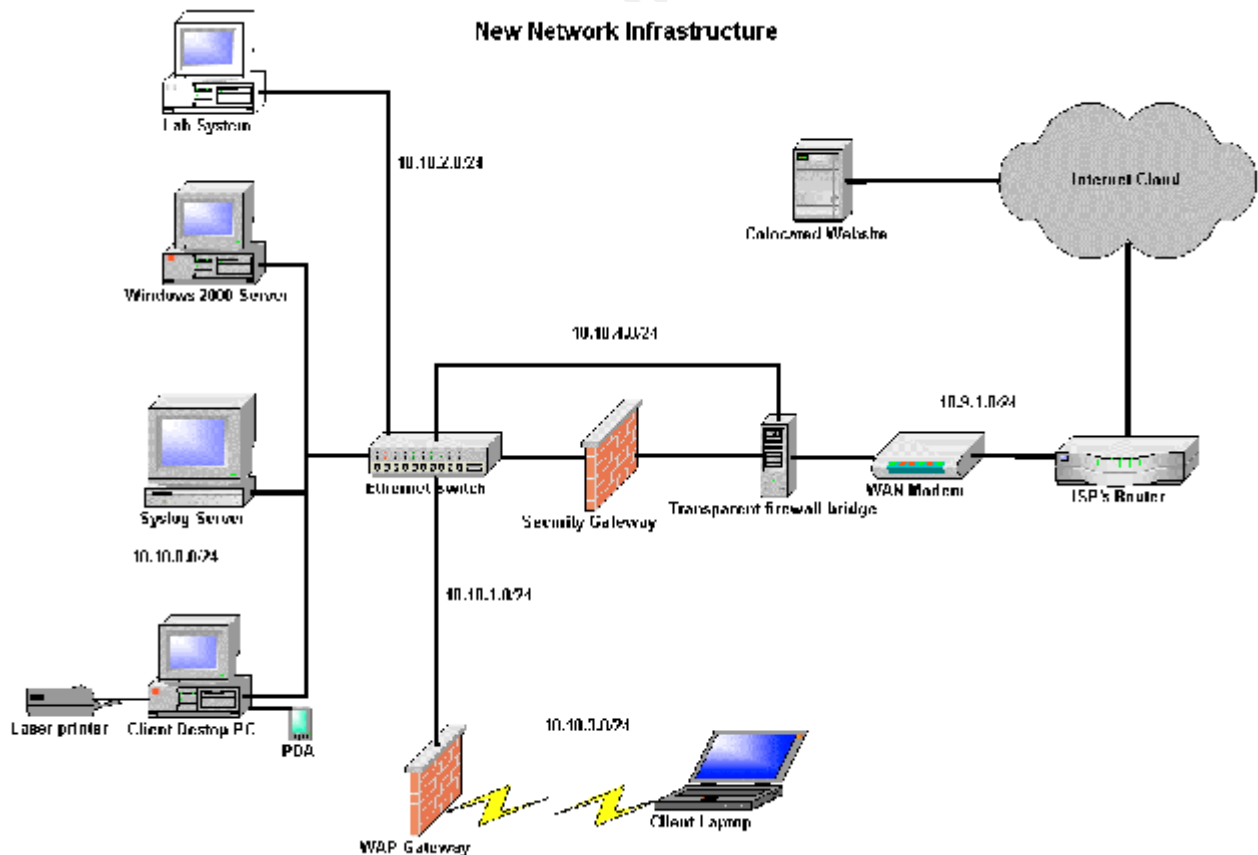 New Network Infrastructure
Lab System
10.10.2.0/24
Internet Cloud
Colocated Website
Windows 2000 Server
10.10.4.0/24
10.9.1.0/24
Ethernet switch
Security Gateway
Transparent firewall bridge
WAN Modem
ISP's Router
Syslog Server
10.10.0.0/24
10.10.1.0/24
Laser printer
Client Destop PC
PDA
10.10.3.0/24
Client Laptop
WAP Gateway